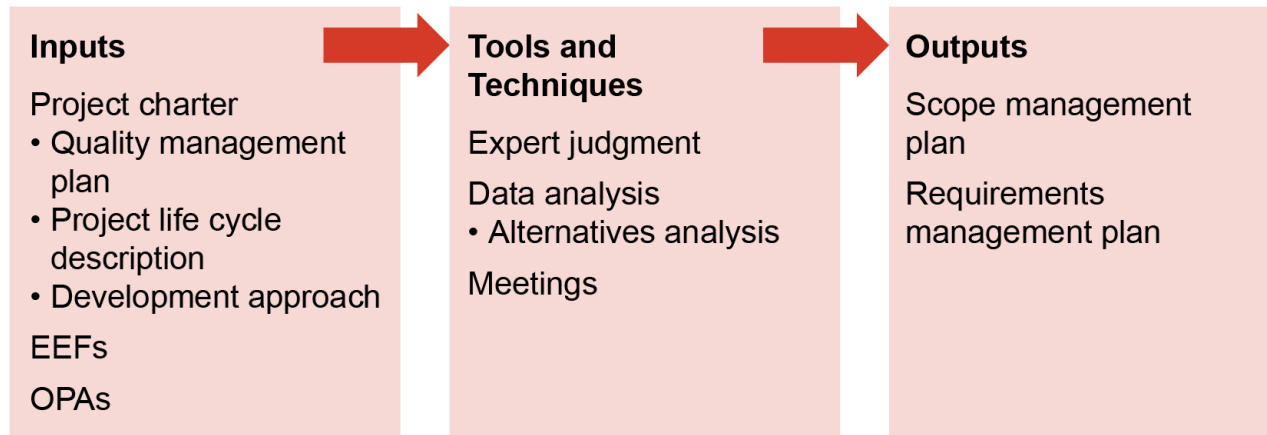 Inputs
Project charter
• Quality management
plan
• Project life cycle
description
• Development approach
EEFs
OPAs
Tools and
Techniques
Expert judgment
Data analysis
• Alternatives analysis
Meetings
Outputs
Scope management
plan
Requirements
management plan